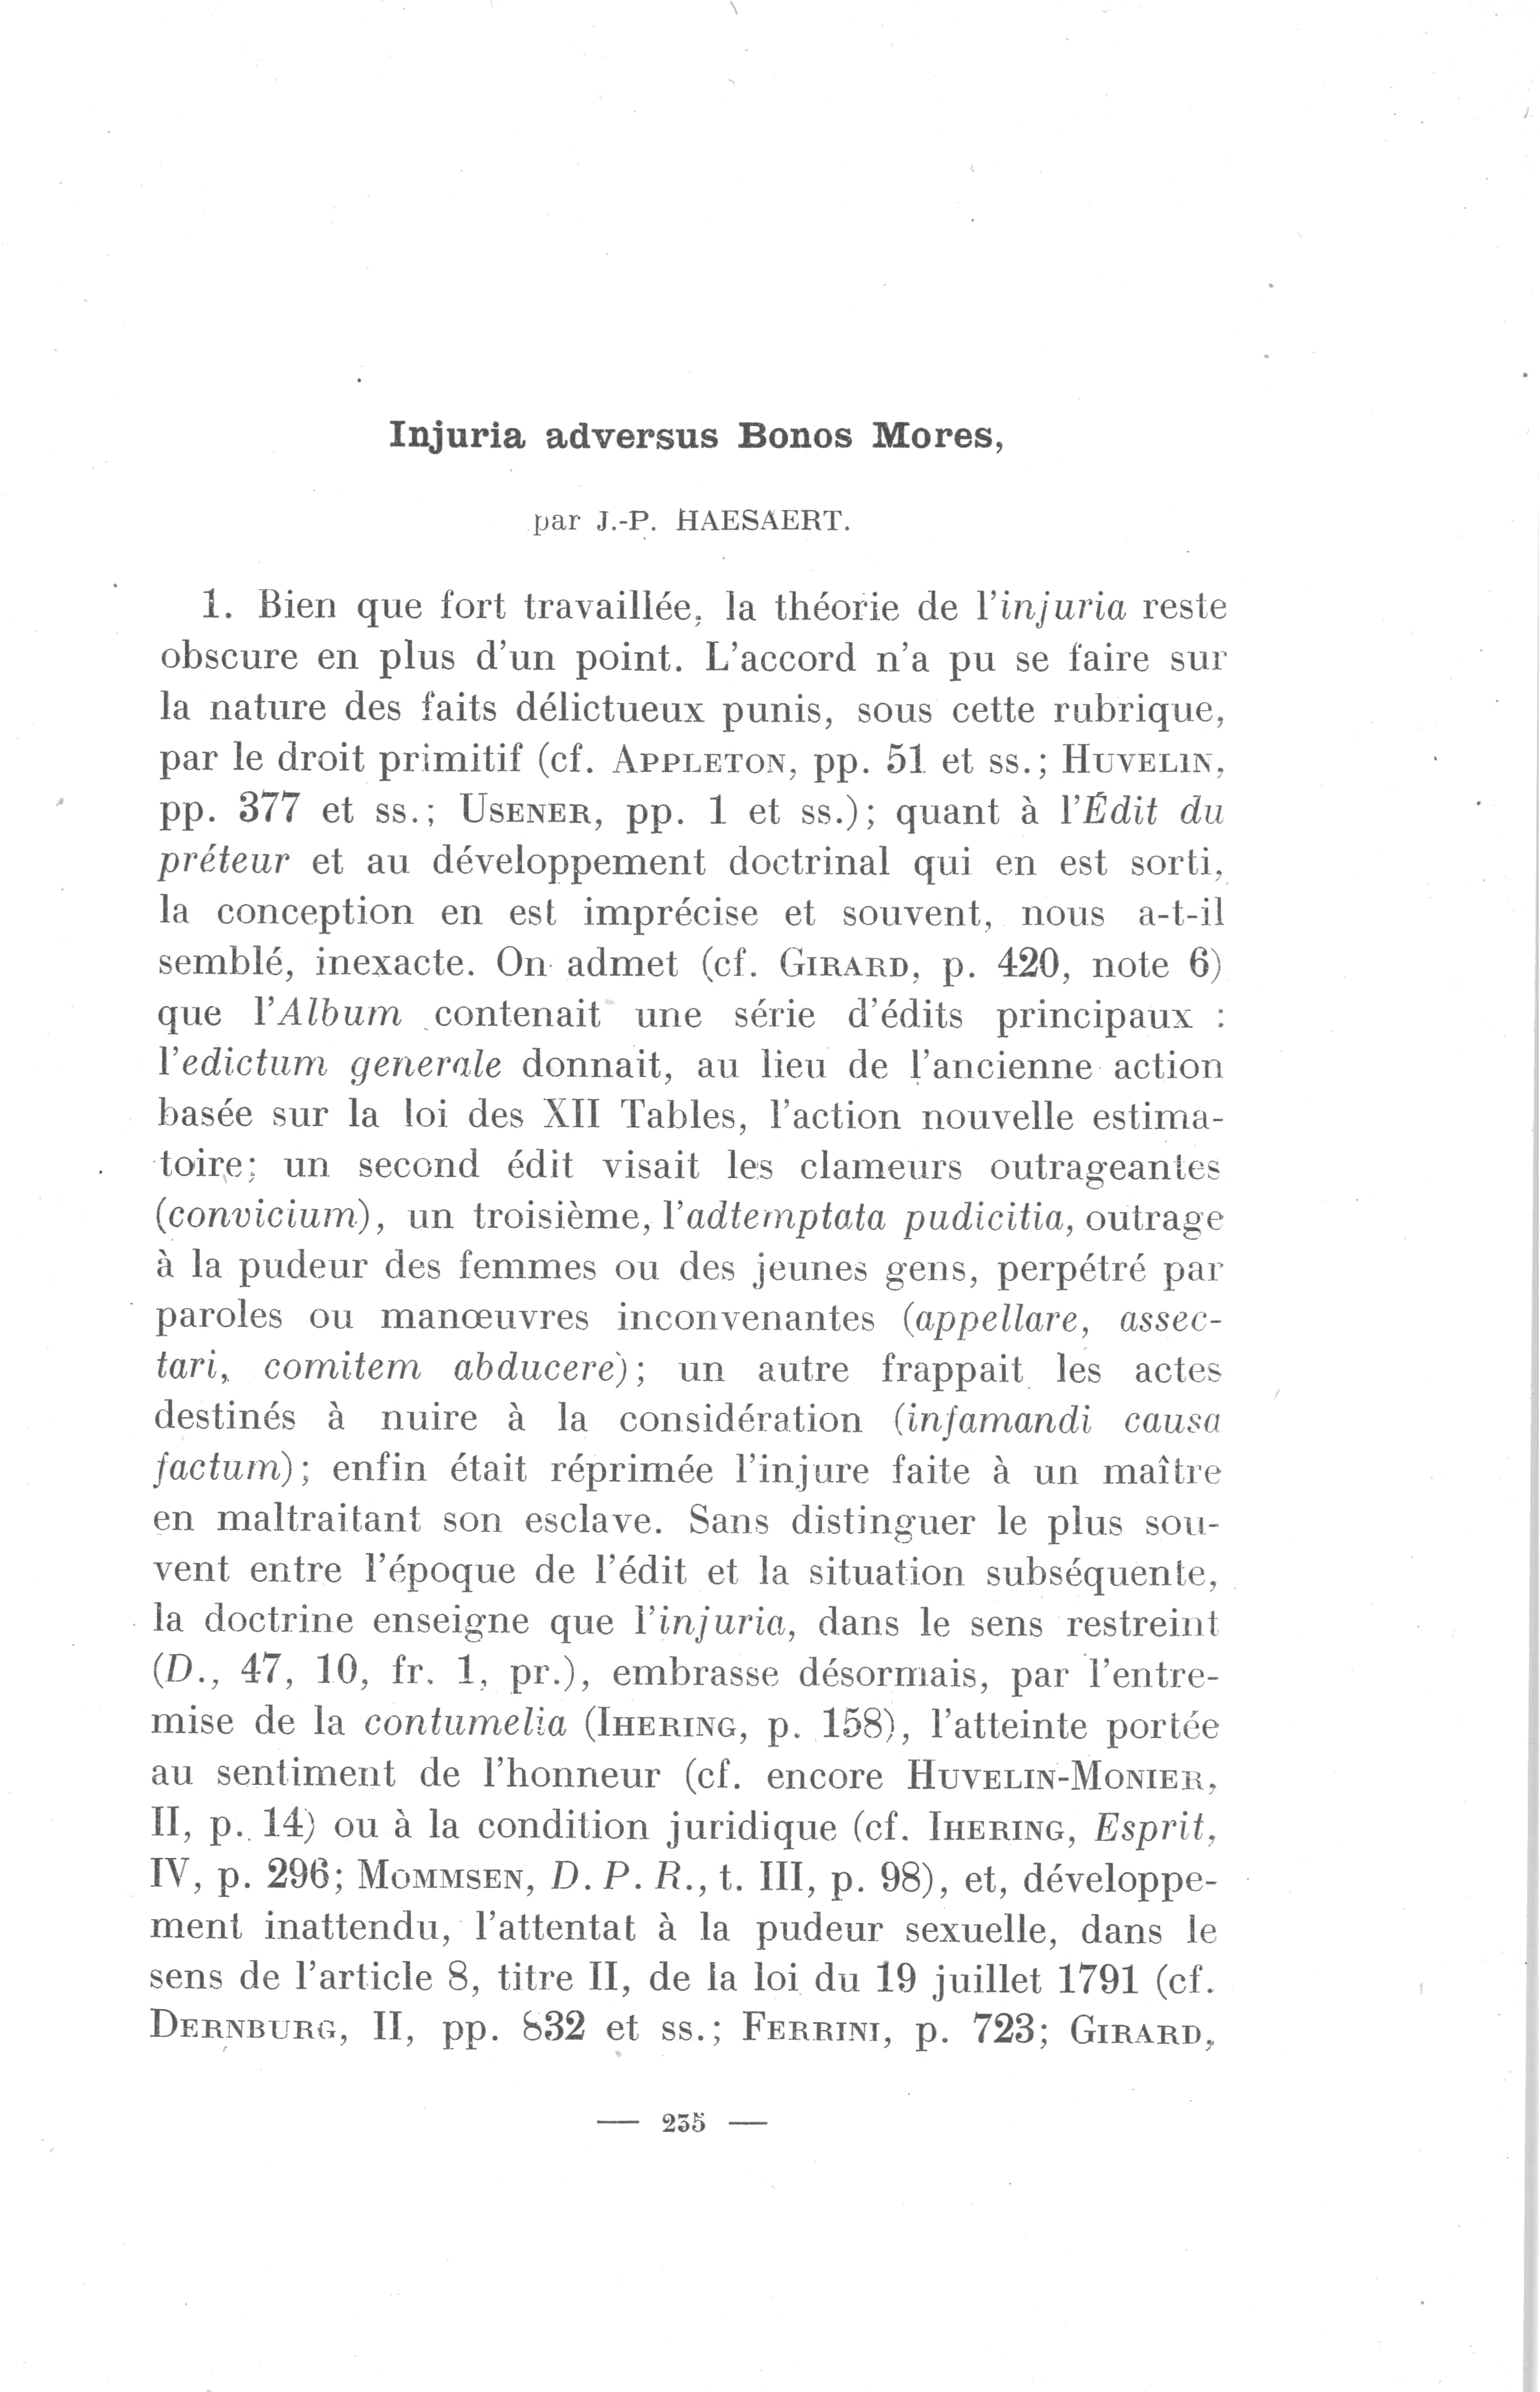 Injuria adversus Bonos Mores,
par J.-P. HAESAERT.
1. Bien que fort travaillée, la théorie de l'injuria reste
obscure en plus d'un point. L'accord n'a pu se faire sur
la nature des faits délictueux punis, sous cette rubrique,
par le droit primitif (cf. APPLETON, pp. 51 et ss.; HUVELIN,
pp. 377 et ss.; USENER, pp. 1 et ss.); quant à l'Édit du
préteur et au développement doctrinal qui en est sorti,
la conception en est imprécise et souvent, nous a-t-il
semblé, inexacte. On admet (cf. GIRARD, p. 420, note 6)
que l'Album contenait une série d'édits principaux :
l'edictum generale donnait, au lieu de l'ancienne action
basée sur la loi des XII Tables, l'action nouvelle estima-
toire; un second édit visait les clameurs outrageantes
(convicium), un troisième, l'adtemptata pudicitia, outrage
à la pudeur des femmes ou des jeunes gens, perpétré par
paroles ou manœuvres inconvenantes (appellare, assec-
tari, comitem abducere); un autre frappait les actes
destinés à nuire à la considération (infamandi causa
factum); enfin était réprimée l'injure faite à un maître
en maltraitant son esclave. Sans distinguer le plus sou-
vent entre l'époque de l'édit et la situation subséquente,
la doctrine enseigne que l'injuria, dans le sens restreint
(D., 47, 10, fr. 1, pr.), embrasse désormais, par l'entre-
mise de la contumelia (IHERING, p. 158), l'atteinte portée
au sentiment de l'honneur (cf. encore HUVELIN-MONIER,
II, p. 14) ou à la condition juridique (cf. IHERING, Esprit,
IV, p. 296; MOMMSEN, D. P. R., t. III, p. 98), et, développe-
ment inattendu, l'attentat à la pudeur sexuelle, dans le
sens de l'article 8, titre II, de la loi du 19 juillet 1791 (cf.
DERNBURG, II, pp. 832 et ss.; FERRINI, p. 723; GIRARD,
— 235 —